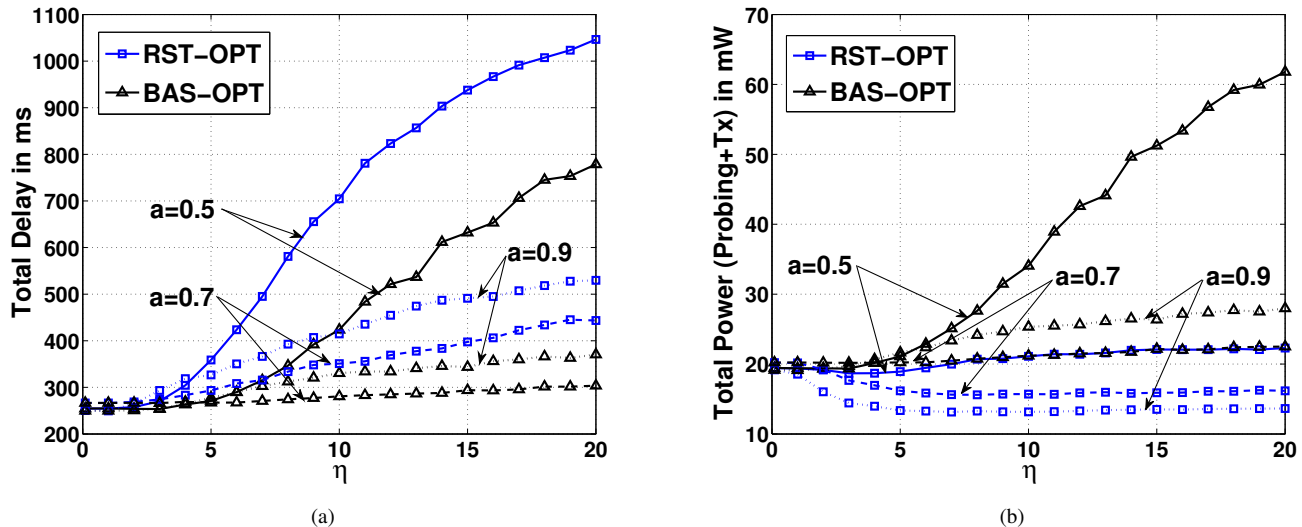 1100
1000
900
800
700
600
500
400
300
200
Total Delay in ms
RST-OPT
BAS-OPT
a=0.5
a=0.9
a=0.7
0 5 10 15 20
η
(a)
70
60
50
40
30
20
10
Total Power (Probing+Tx) in mW
RST-OPT
BAS-OPT
a=0.5
a=0.7
a=0.9
0 5 10 15 20
η
(b)